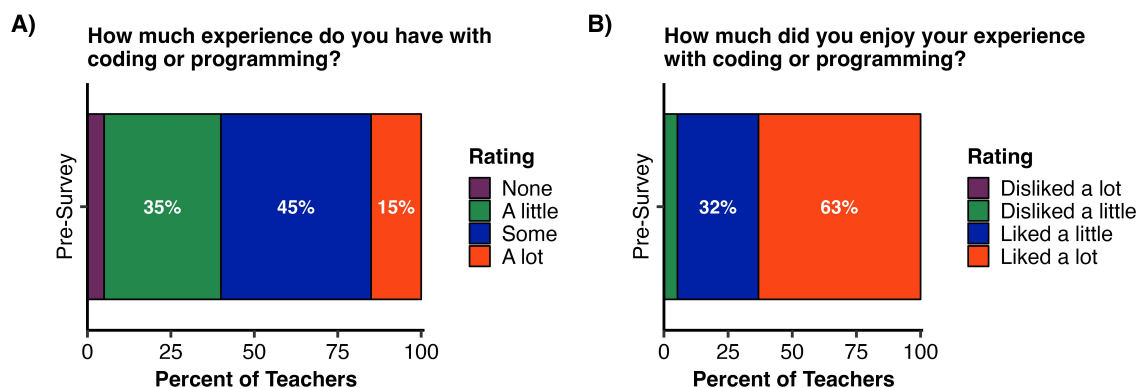 A)
How much experience do you have with
coding or programming?
Pre-Survey
35%
45%
15%
Rating
None
A little
Some
A lot
0
25
50
75
100
Percent of Teachers
B)
How much did you enjoy your experience
with coding or programming?
Pre-Survey
32%
63%
Rating
Disliked a lot
Disliked a little
Liked a little
Liked a lot
0
25
50
75
100
Percent of Teachers